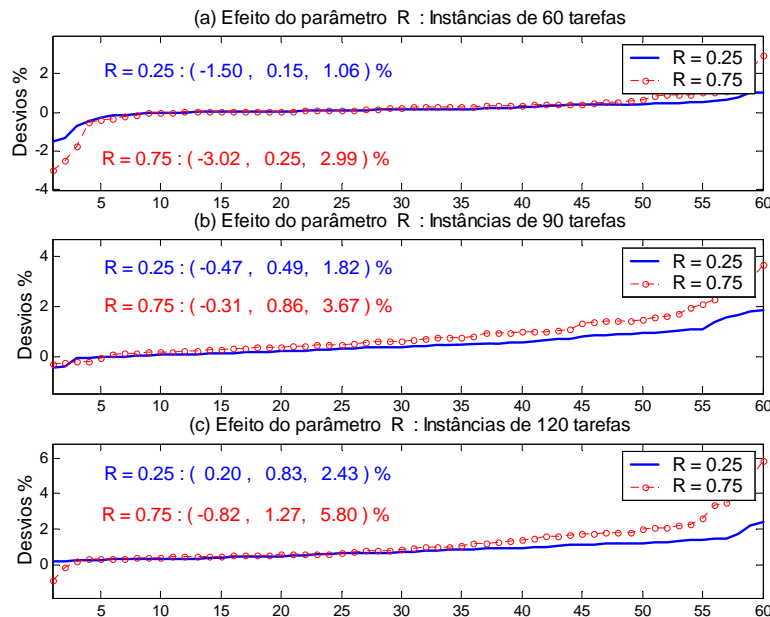 (a) Efeito do parâmetro R : Instâncias de 60 tarefas
Desvios %
2
0
-2
-4
R = 0.25 : ( -1.50 , 0.15, 1.06 ) %
R = 0.75 : ( -3.02 , 0.25, 2.99 ) %
R = 0.25
R = 0.75
5 10 15 20 25 30 35 40 45 50 55 60
(b) Efeito do parâmetro R : Instâncias de 90 tarefas
Desvios %
4
2
0
R = 0.25 : ( -0.47 , 0.49, 1.82 ) %
R = 0.75 : ( -0.31 , 0.86, 3.67 ) %
R = 0.25
R = 0.75
5 10 15 20 25 30 35 40 45 50 55 60
(c) Efeito do parâmetro R : Instâncias de 120 tarefas
Desvios %
6
4
2
0
R = 0.25 : ( 0.20 , 0.83, 2.43 ) %
R = 0.75 : ( -0.82 , 1.27, 5.80 ) %
R = 0.25
R = 0.75
5 10 15 20 25 30 35 40 45 50 55 60